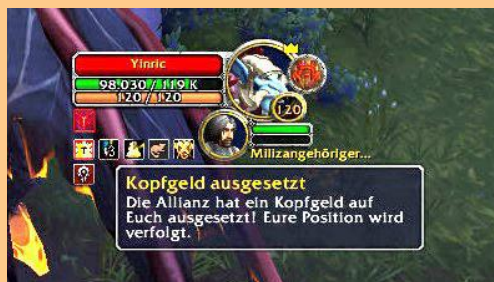 Yinric
98.030 / 119 K
120 / 120
120
3
Milizangehöriger...
Kopfgeld ausgesetzt
Die Allianz hat ein Kopfgeld auf
Euch ausgesetzt! Eure Position wird
verfolgt.